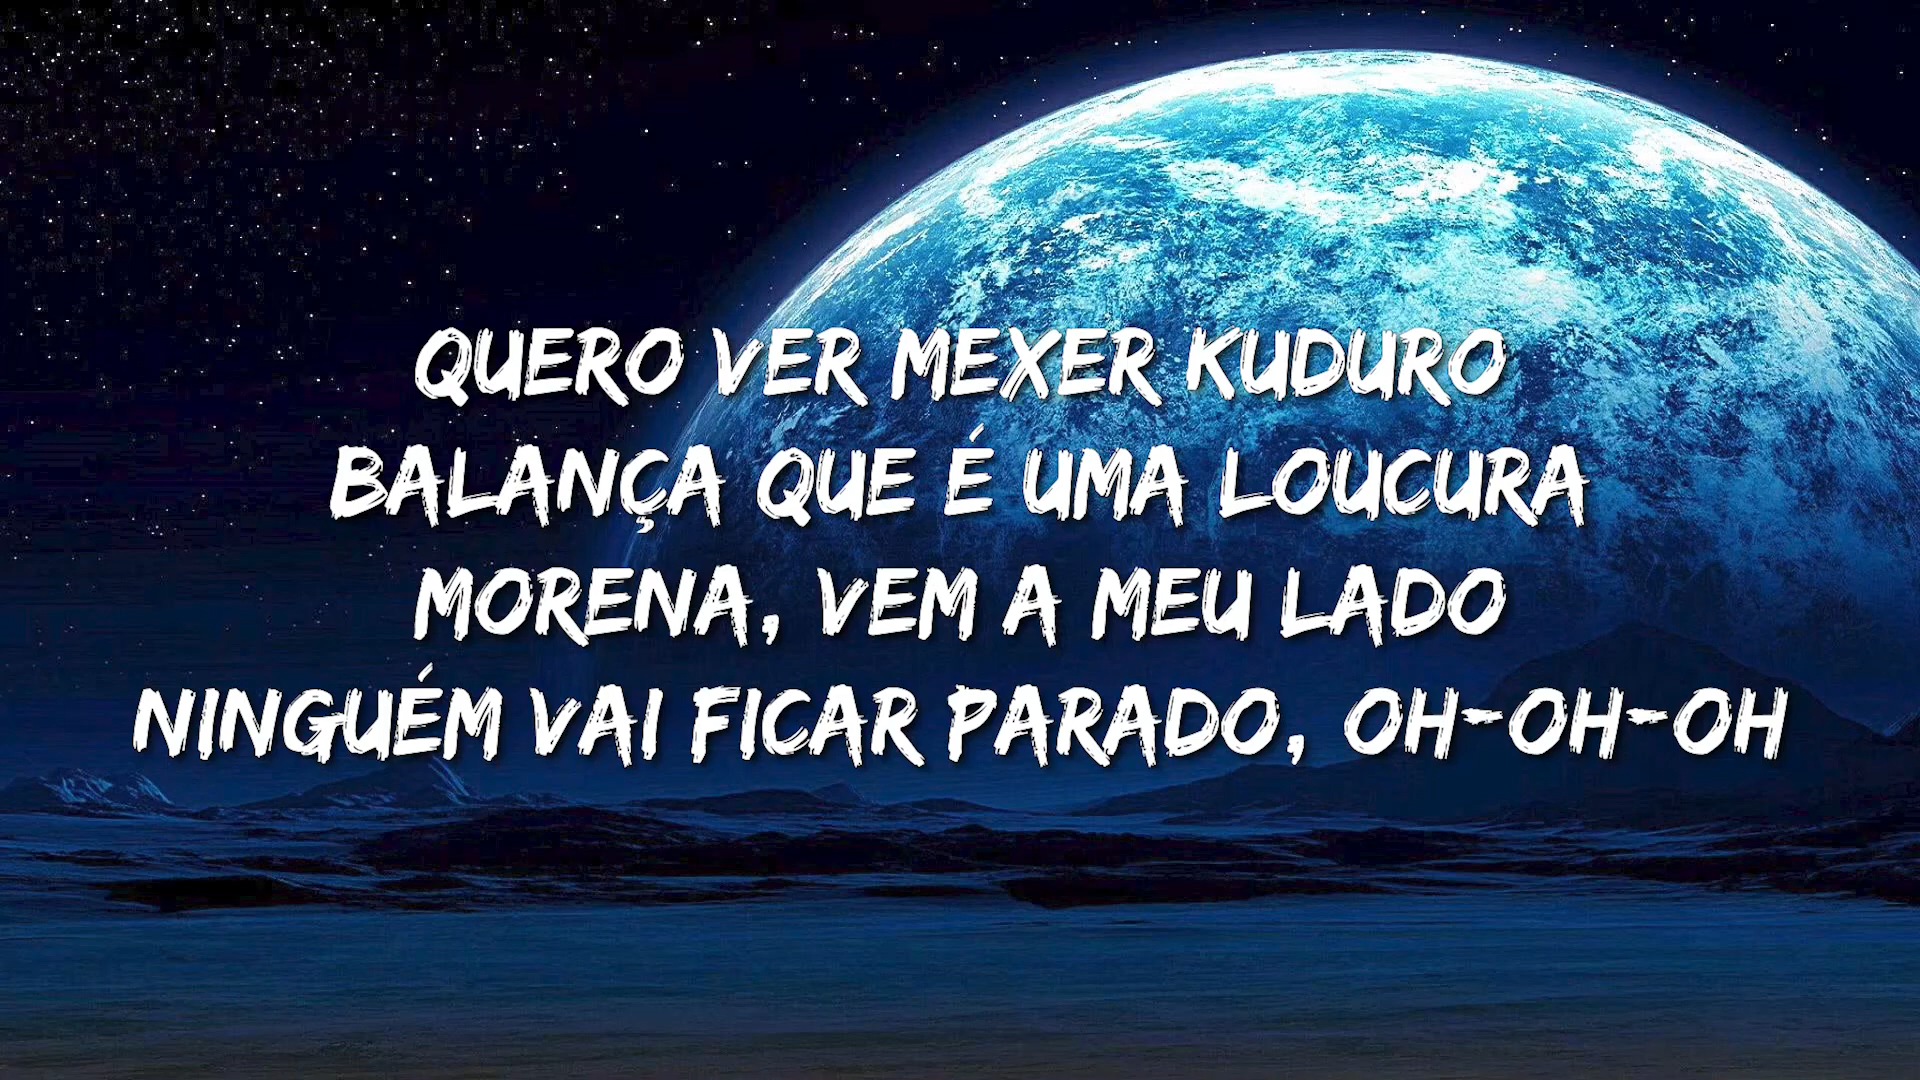 QUERO VER MEXER KUDURO
BALANÇA QUE É UMA LOUCURA
MORENA, VEM A MEU LADO
NINGUÉM VAI FICAR PARADO, OH-OH-OH